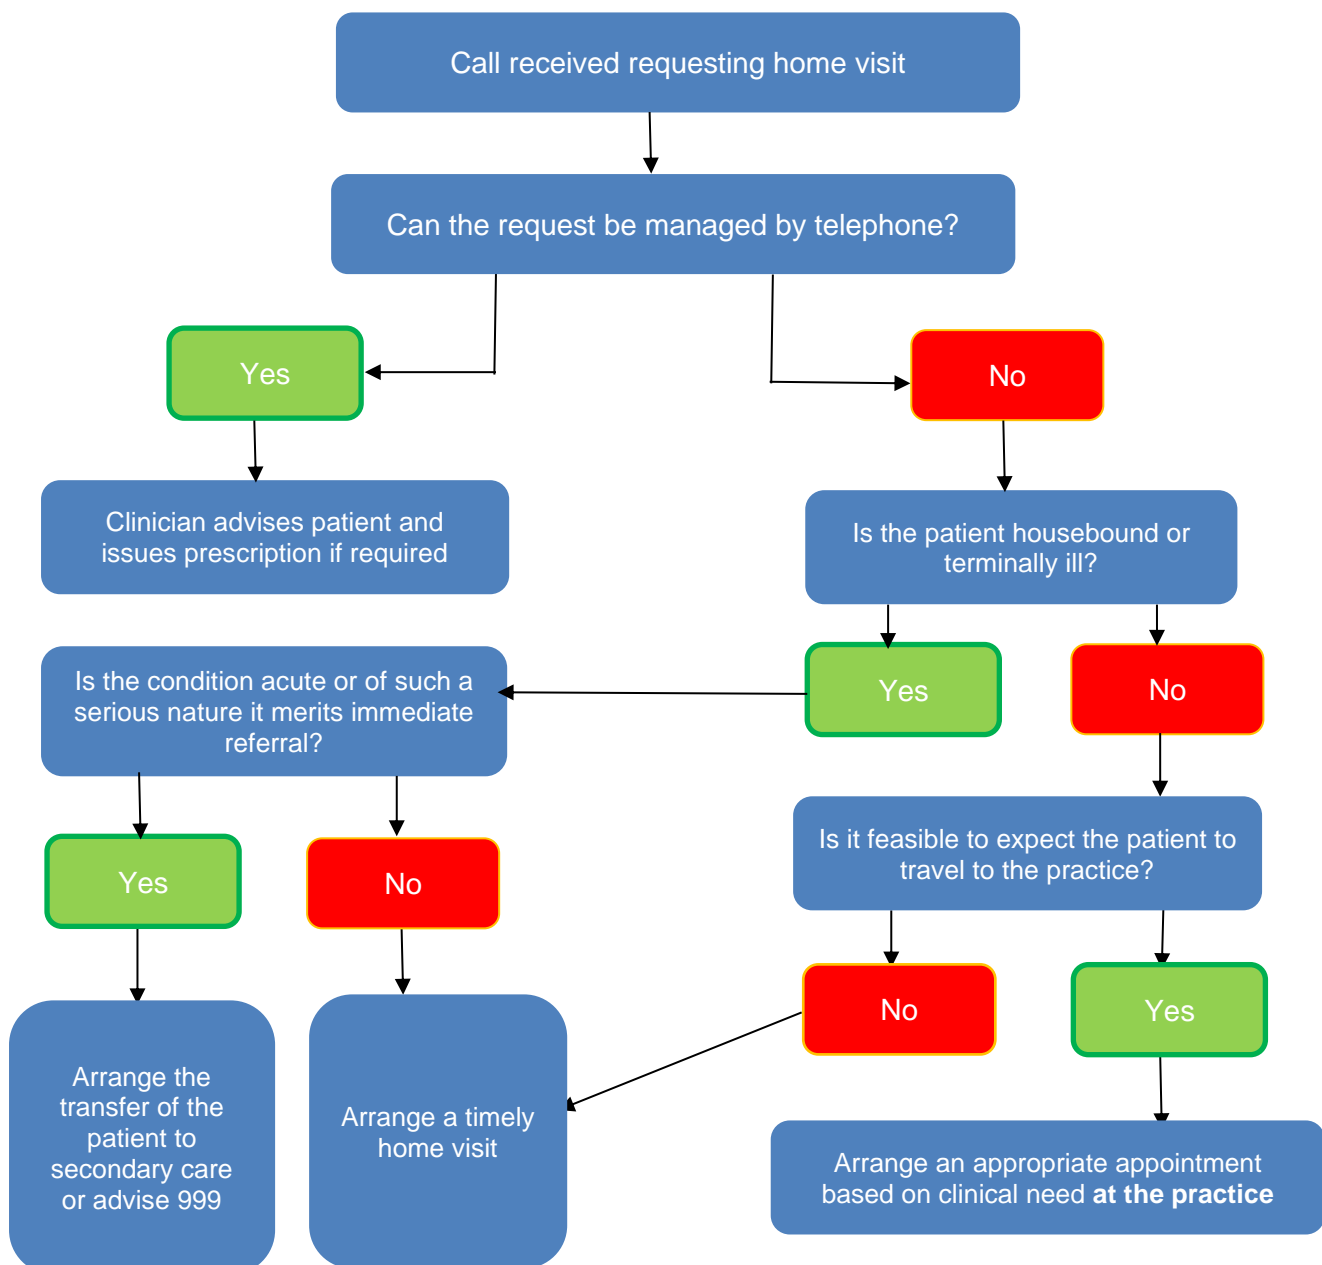 Call received requesting home visit
Can the request be managed by telephone?
Yes
No
Clinician advises patient and
issues prescription if required
Is the patient housebound or
terminally ill?
Is the condition acute or of such a
serious nature it merits immediate
referral?
Yes
No
Yes
No
Is it feasible to expect the patient to
travel to the practice?
No
Yes
Arrange the
transfer of the
patient to
secondary care
or advise 999
Arrange a timely
home visit
Arrange an appropriate appointment
based on clinical need at the practice